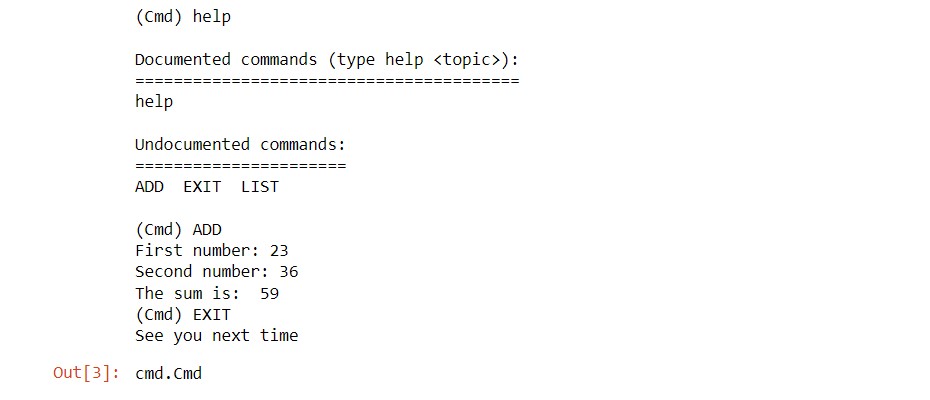 (Cmd) help
Documented commands (type help <topic>):
========================================
help
Undocumented commands:
======================
ADD  EXIT  LIST
(Cmd) ADD
First number: 23
Second number: 36
The sum is:  59
(Cmd) EXIT
See you next time
Out[3]: cmd.Cmd